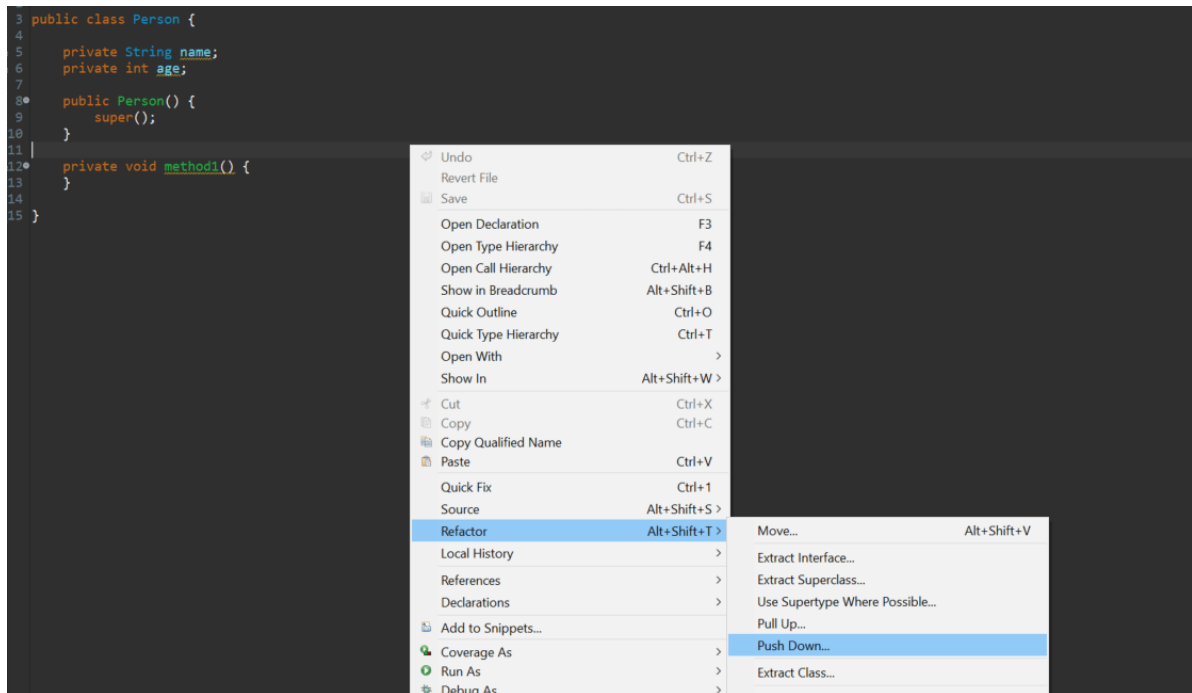 3 public class Person {
4
5 private String name;
6 private int age;
7
8 public Person() {
9 super();
10 }
11
12 private void method1() {
13 }
14
15 }
Undo Ctrl+Z
Revert File
Save Ctrl+S
Open Declaration F3
Open Type Hierarchy F4
Open Call Hierarchy Ctrl+Alt+H
Show in Breadcrumb Alt+Shift+B
Quick Outline Ctrl+O
Quick Type Hierarchy Ctrl+T
Open With >
Show In Alt+Shift+W >
Cut Ctrl+X
Copy Ctrl+C
Copy Qualified Name
Paste Ctrl+V
Quick Fix Ctrl+1
Source Alt+Shift+S >
Refactor Alt+Shift+T >
Local History >
References >
Declarations >
Add to Snippets...
Coverage As >
Run As >
Debug As >
Move... Alt+Shift+V
Extract Interface...
Extract Superclass...
Use Supertype Where Possible...
Pull Up...
Push Down...
Extract Class...